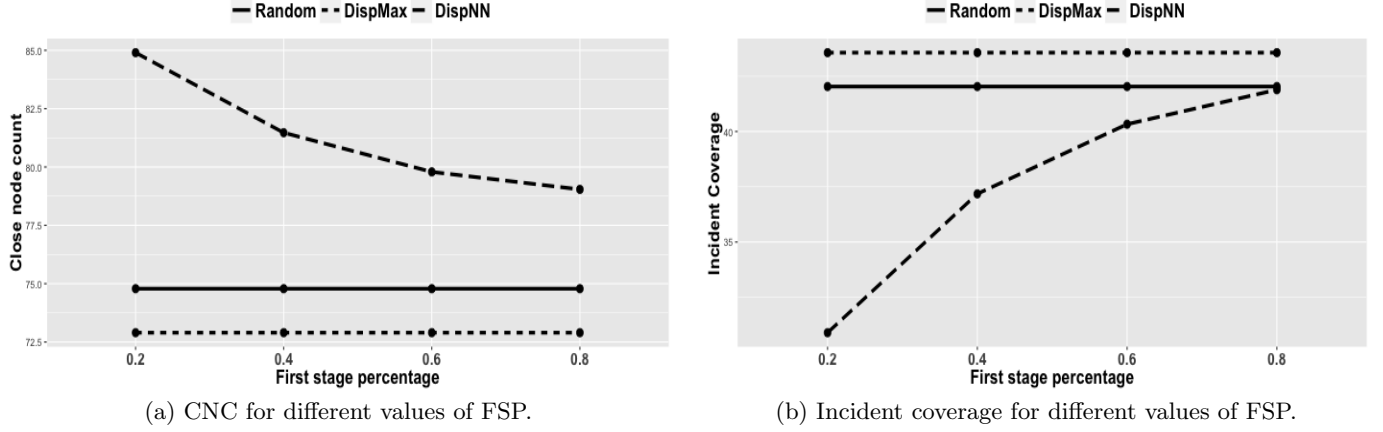 Random DispMax DispNN
Close node count
85.0
82.5
80.0
77.5
75.0
72.5
0.2 0.4 0.6 0.8
First stage percentage
(a) CNC for different values of FSP.
Random DispMax DispNN
Incident Coverage
40
35
0.2 0.4 0.6 0.8
First stage percentage
(b) Incident coverage for different values of FSP.